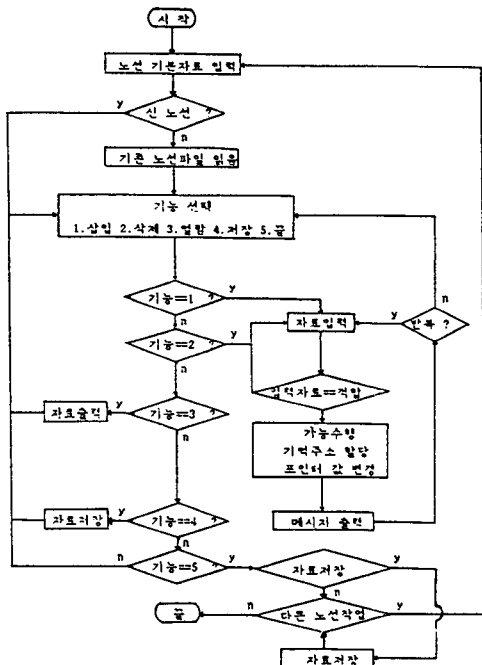 시 작
노선 기본자료 입력
y
신 노선 ?
n
기존 노선파일 읽음
기능 선택
1.삽입 2.삭제 3.열람 4.저장 5.끝
기능==1 ?
y
n
자료입력
y
반복 ?
n
기능==2 ?
y
n
입력자료==적합
자료출력
y
기능==3 ?
n
가능수행
기억주소 할당
프인터 값 변경
메시지 출력
자료저장
y
기능==4 ?
n
n
기능==5 ?
y
자료저장
y
n
끝
n
다른 노선작업
y
자료저장